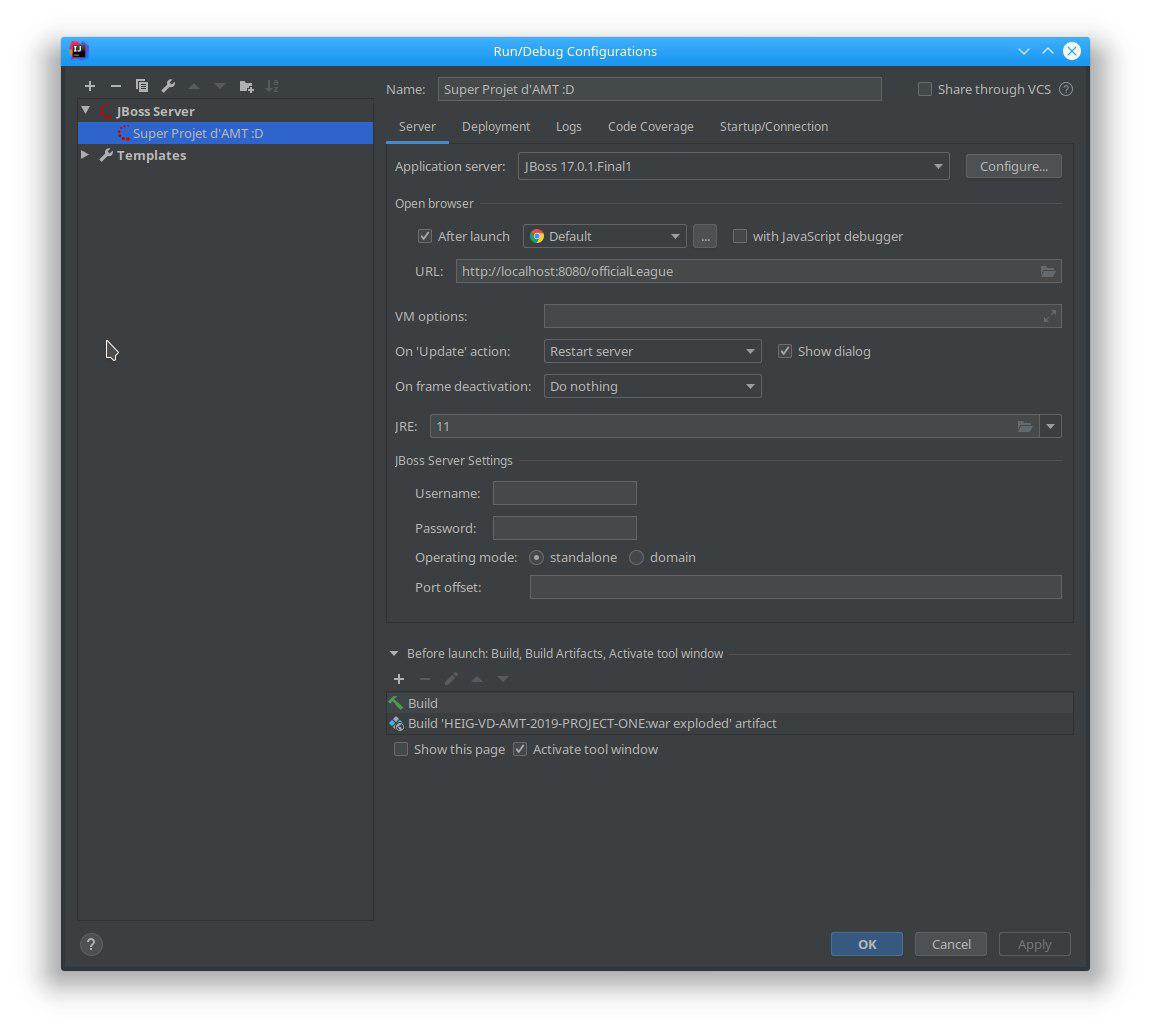 Run/Debug Configurations
Name: Super Projet d'AMT :D Share through VCS ?
JBoss Server
Super Projet d'AMT :D
Templates
Server Deployment Logs Code Coverage Startup/Connection
Application server: JBoss 17.0.1.Final1 Configure...
Open browser
After launch Default ... with JavaScript debugger
URL: http://localhost:8080/officialLeague
VM options:
On 'Update' action: Restart server Show dialog
On frame deactivation: Do nothing
JRE: 11
JBoss Server Settings
Username:
Password:
Operating mode: standalone domain
Port offset:
Before launch: Build, Build Artifacts, Activate tool window
Build
Build 'HEIG-VD-AMT-2019-PROJECT-ONE:war exploded' artifact
Show this page Activate tool window
? OK Cancel Apply